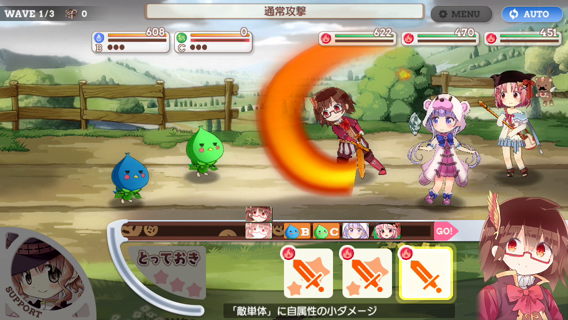 WAVE 1/3 0
通常攻撃
MENU
AUTO
608
B
0
C
622
470
451
B C
GO!
とっておき
SUPPORT
「敵単体」に自属性の小ダメージ